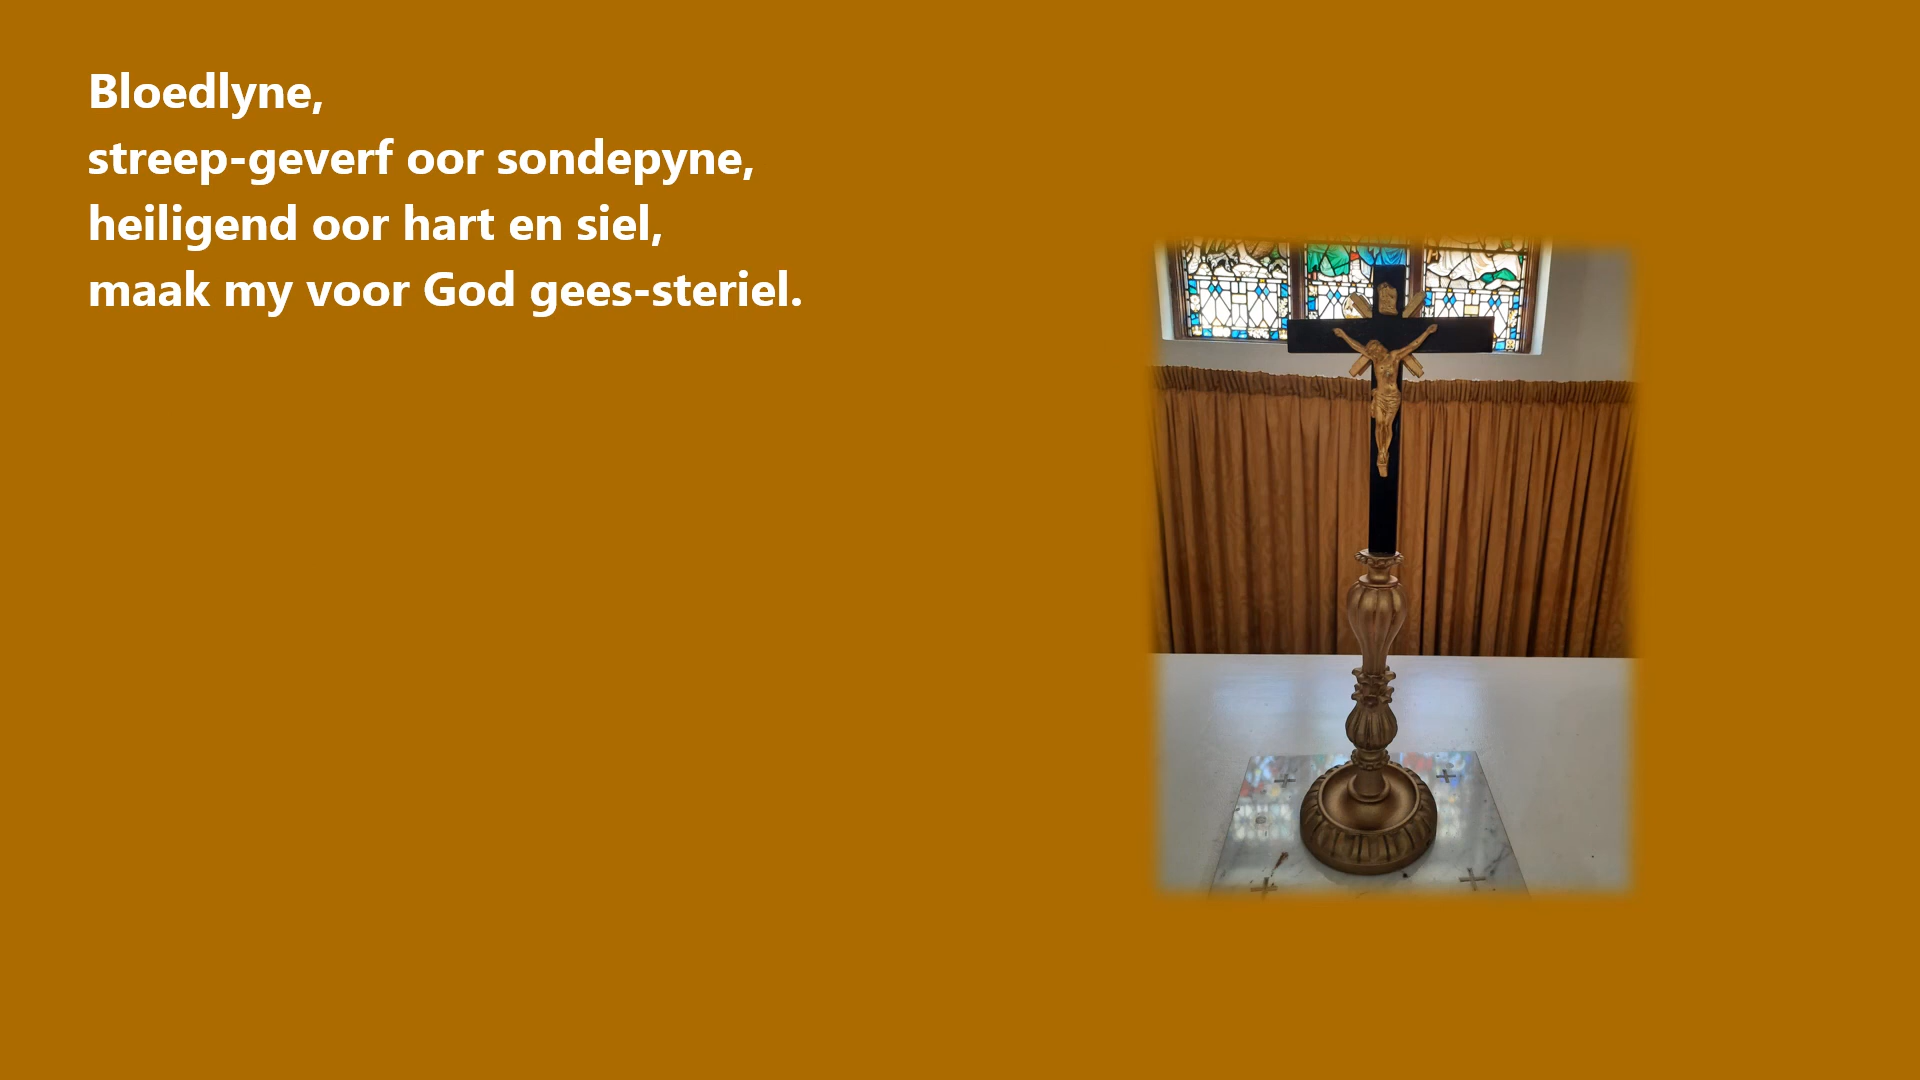 Bloedlyne,
streep-geverf oor sondepyne,
heiligend oor hart en siel,
maak my voor God gees-steriel.